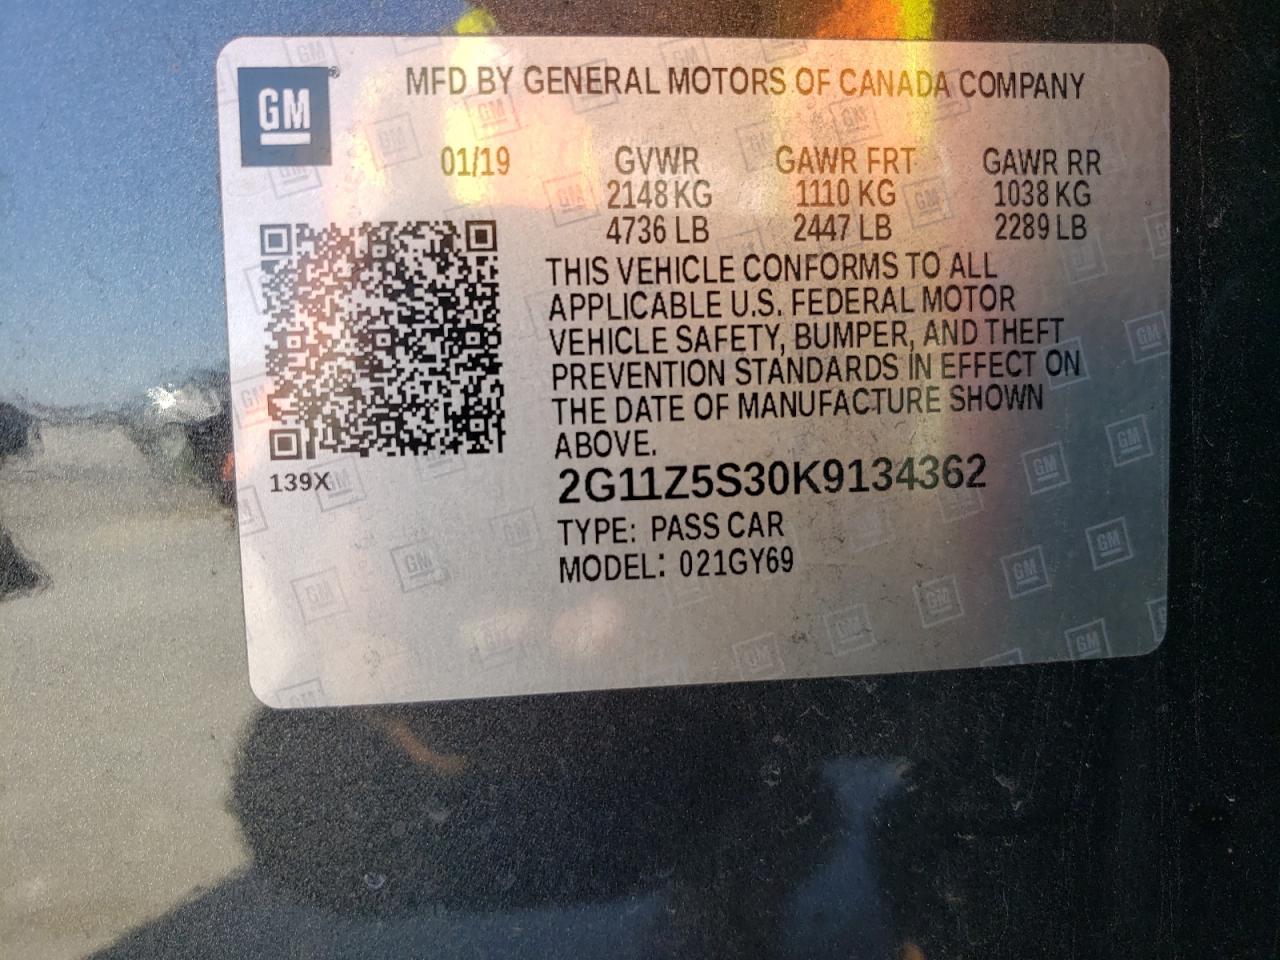 GM®
MFD BY GENERAL MOTORS OF CANADA COMPANY
01/19 GVWR GAWR FRT GAWR RR
2148 KG 1110 KG 1038 KG
4736 LB 2447 LB 2289 LB
THIS VEHICLE CONFORMS TO ALL
APPLICABLE U.S. FEDERAL MOTOR
VEHICLE SAFETY, BUMPER, AND THEFT
PREVENTION STANDARDS IN EFFECT ON
THE DATE OF MANUFACTURE SHOWN
ABOVE.
139X
2G11Z5S30K9134362
TYPE: PASS CAR
MODEL: 021GY69